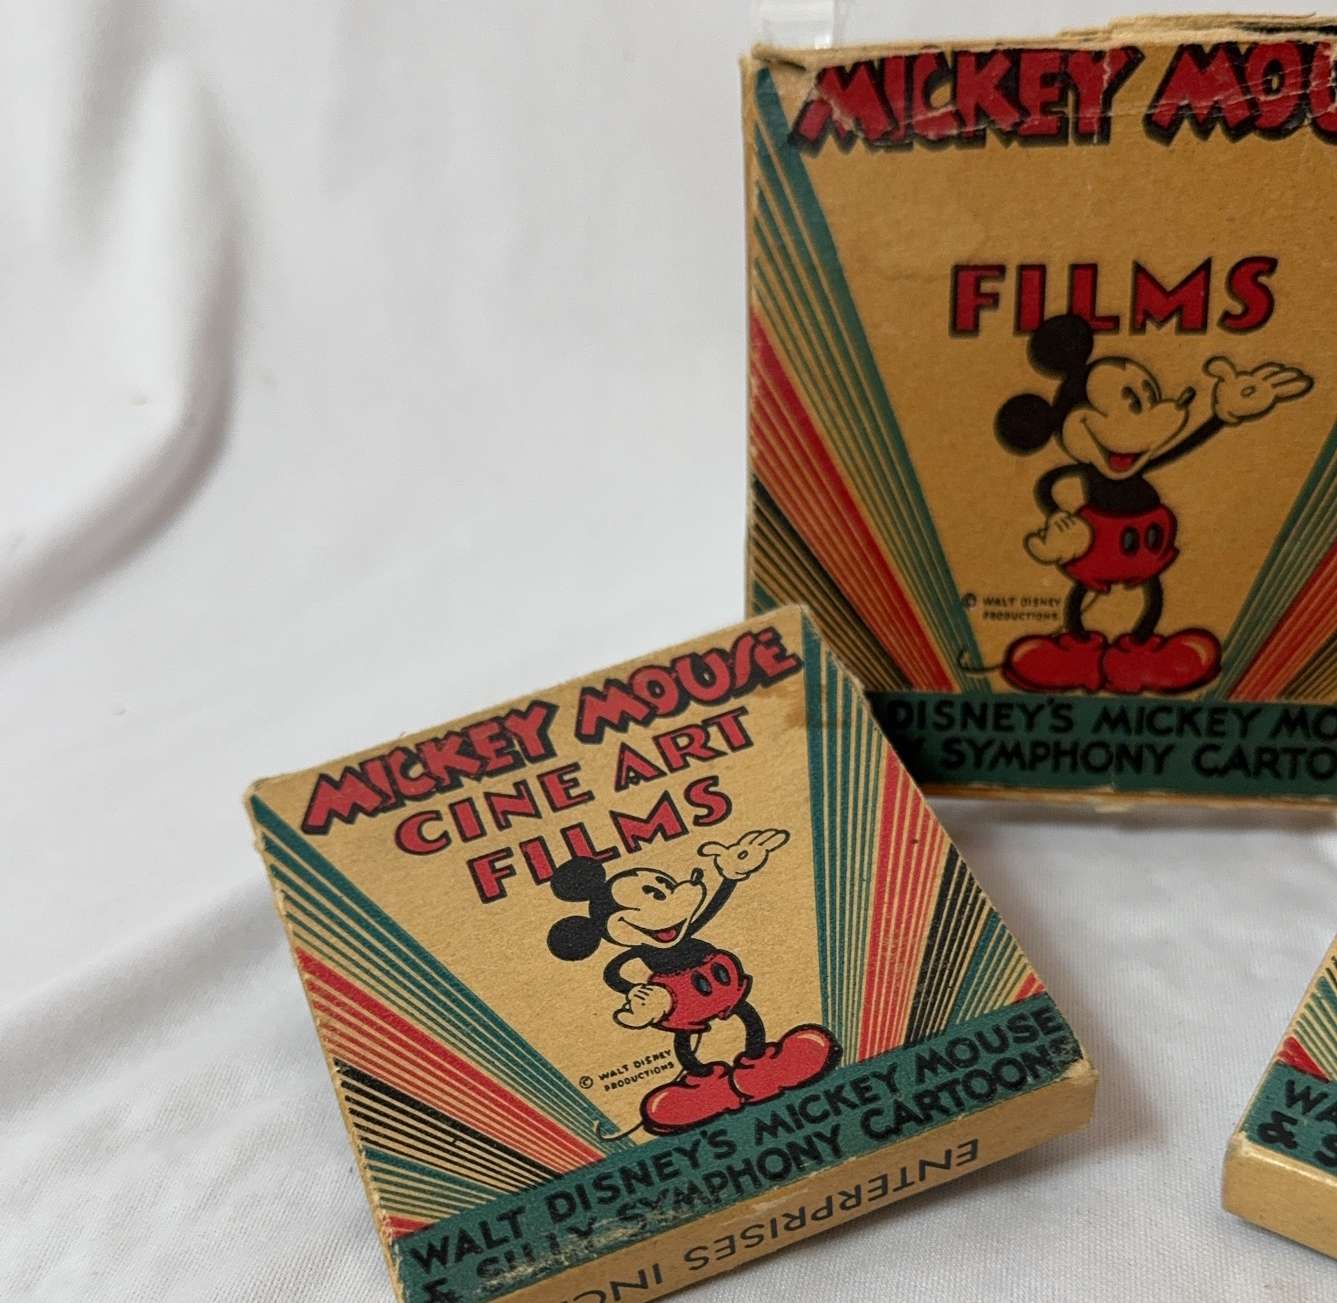 MICKEY MOU
FILMS
© WALT DISNEY
PRODUCTIONS
DISNEY'S MICKEY MO
SYMPHONY CARTO
MICKEY MOUSE
CINE ART
FILMS
© WALT DISNEY
PRODUCTIONS
WALT DISNEY'S MICKEY MOUSE
& SILLY SYMPHONY CARTOONS
ENTERPRISES INC
WA
& S